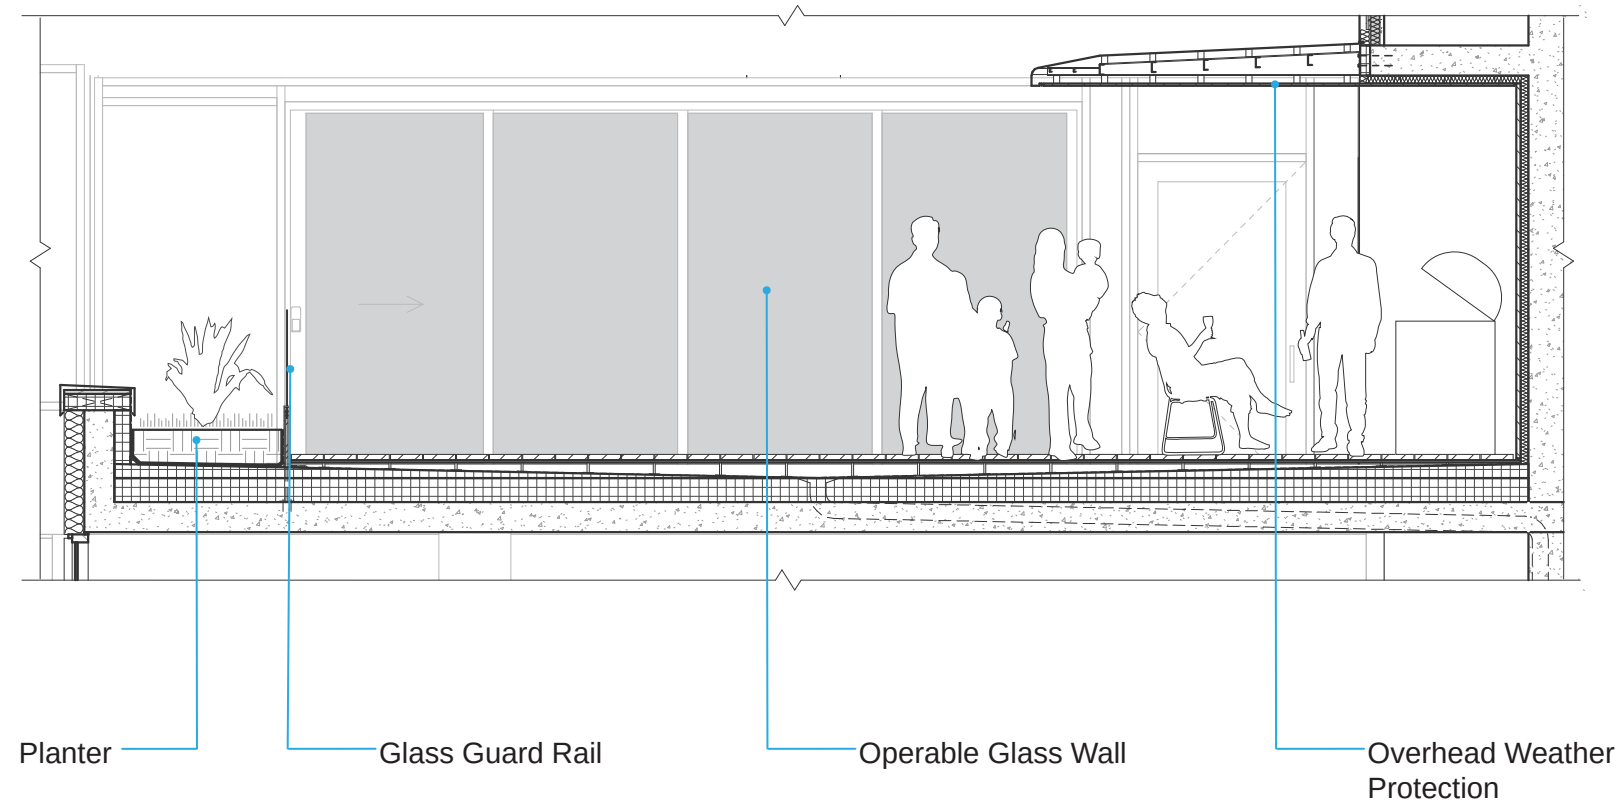 Planter
Glass Guard Rail
Operable Glass Wall
Overhead Weather
Protection